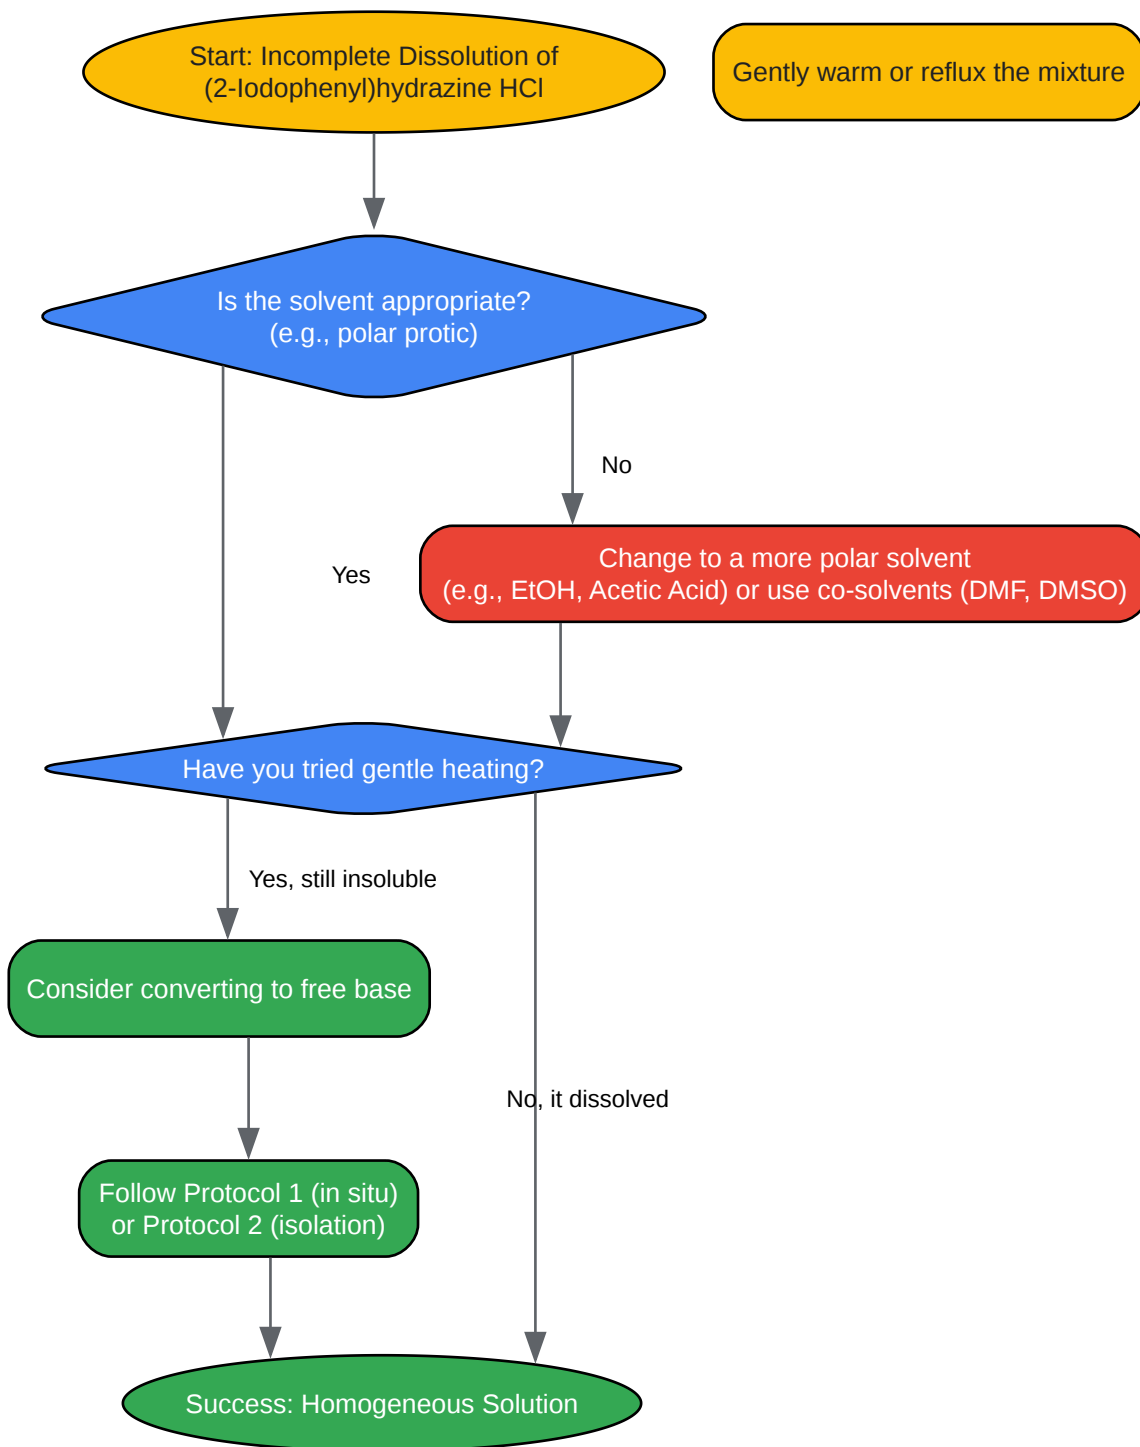 Start: Incomplete Dissolution of
(2-Iodophenyl)hydrazine HCl
Gently warm or reflux the mixture
Is the solvent appropriate?
(e.g., polar protic)
No
Change to a more polar solvent
(e.g., EtOH, Acetic Acid) or use co-solvents (DMF, DMSO)
Yes
Have you tried gentle heating?
Yes, still insoluble
Consider converting to free base
No, it dissolved
Follow Protocol 1 (in situ)
or Protocol 2 (isolation)
Success: Homogeneous Solution